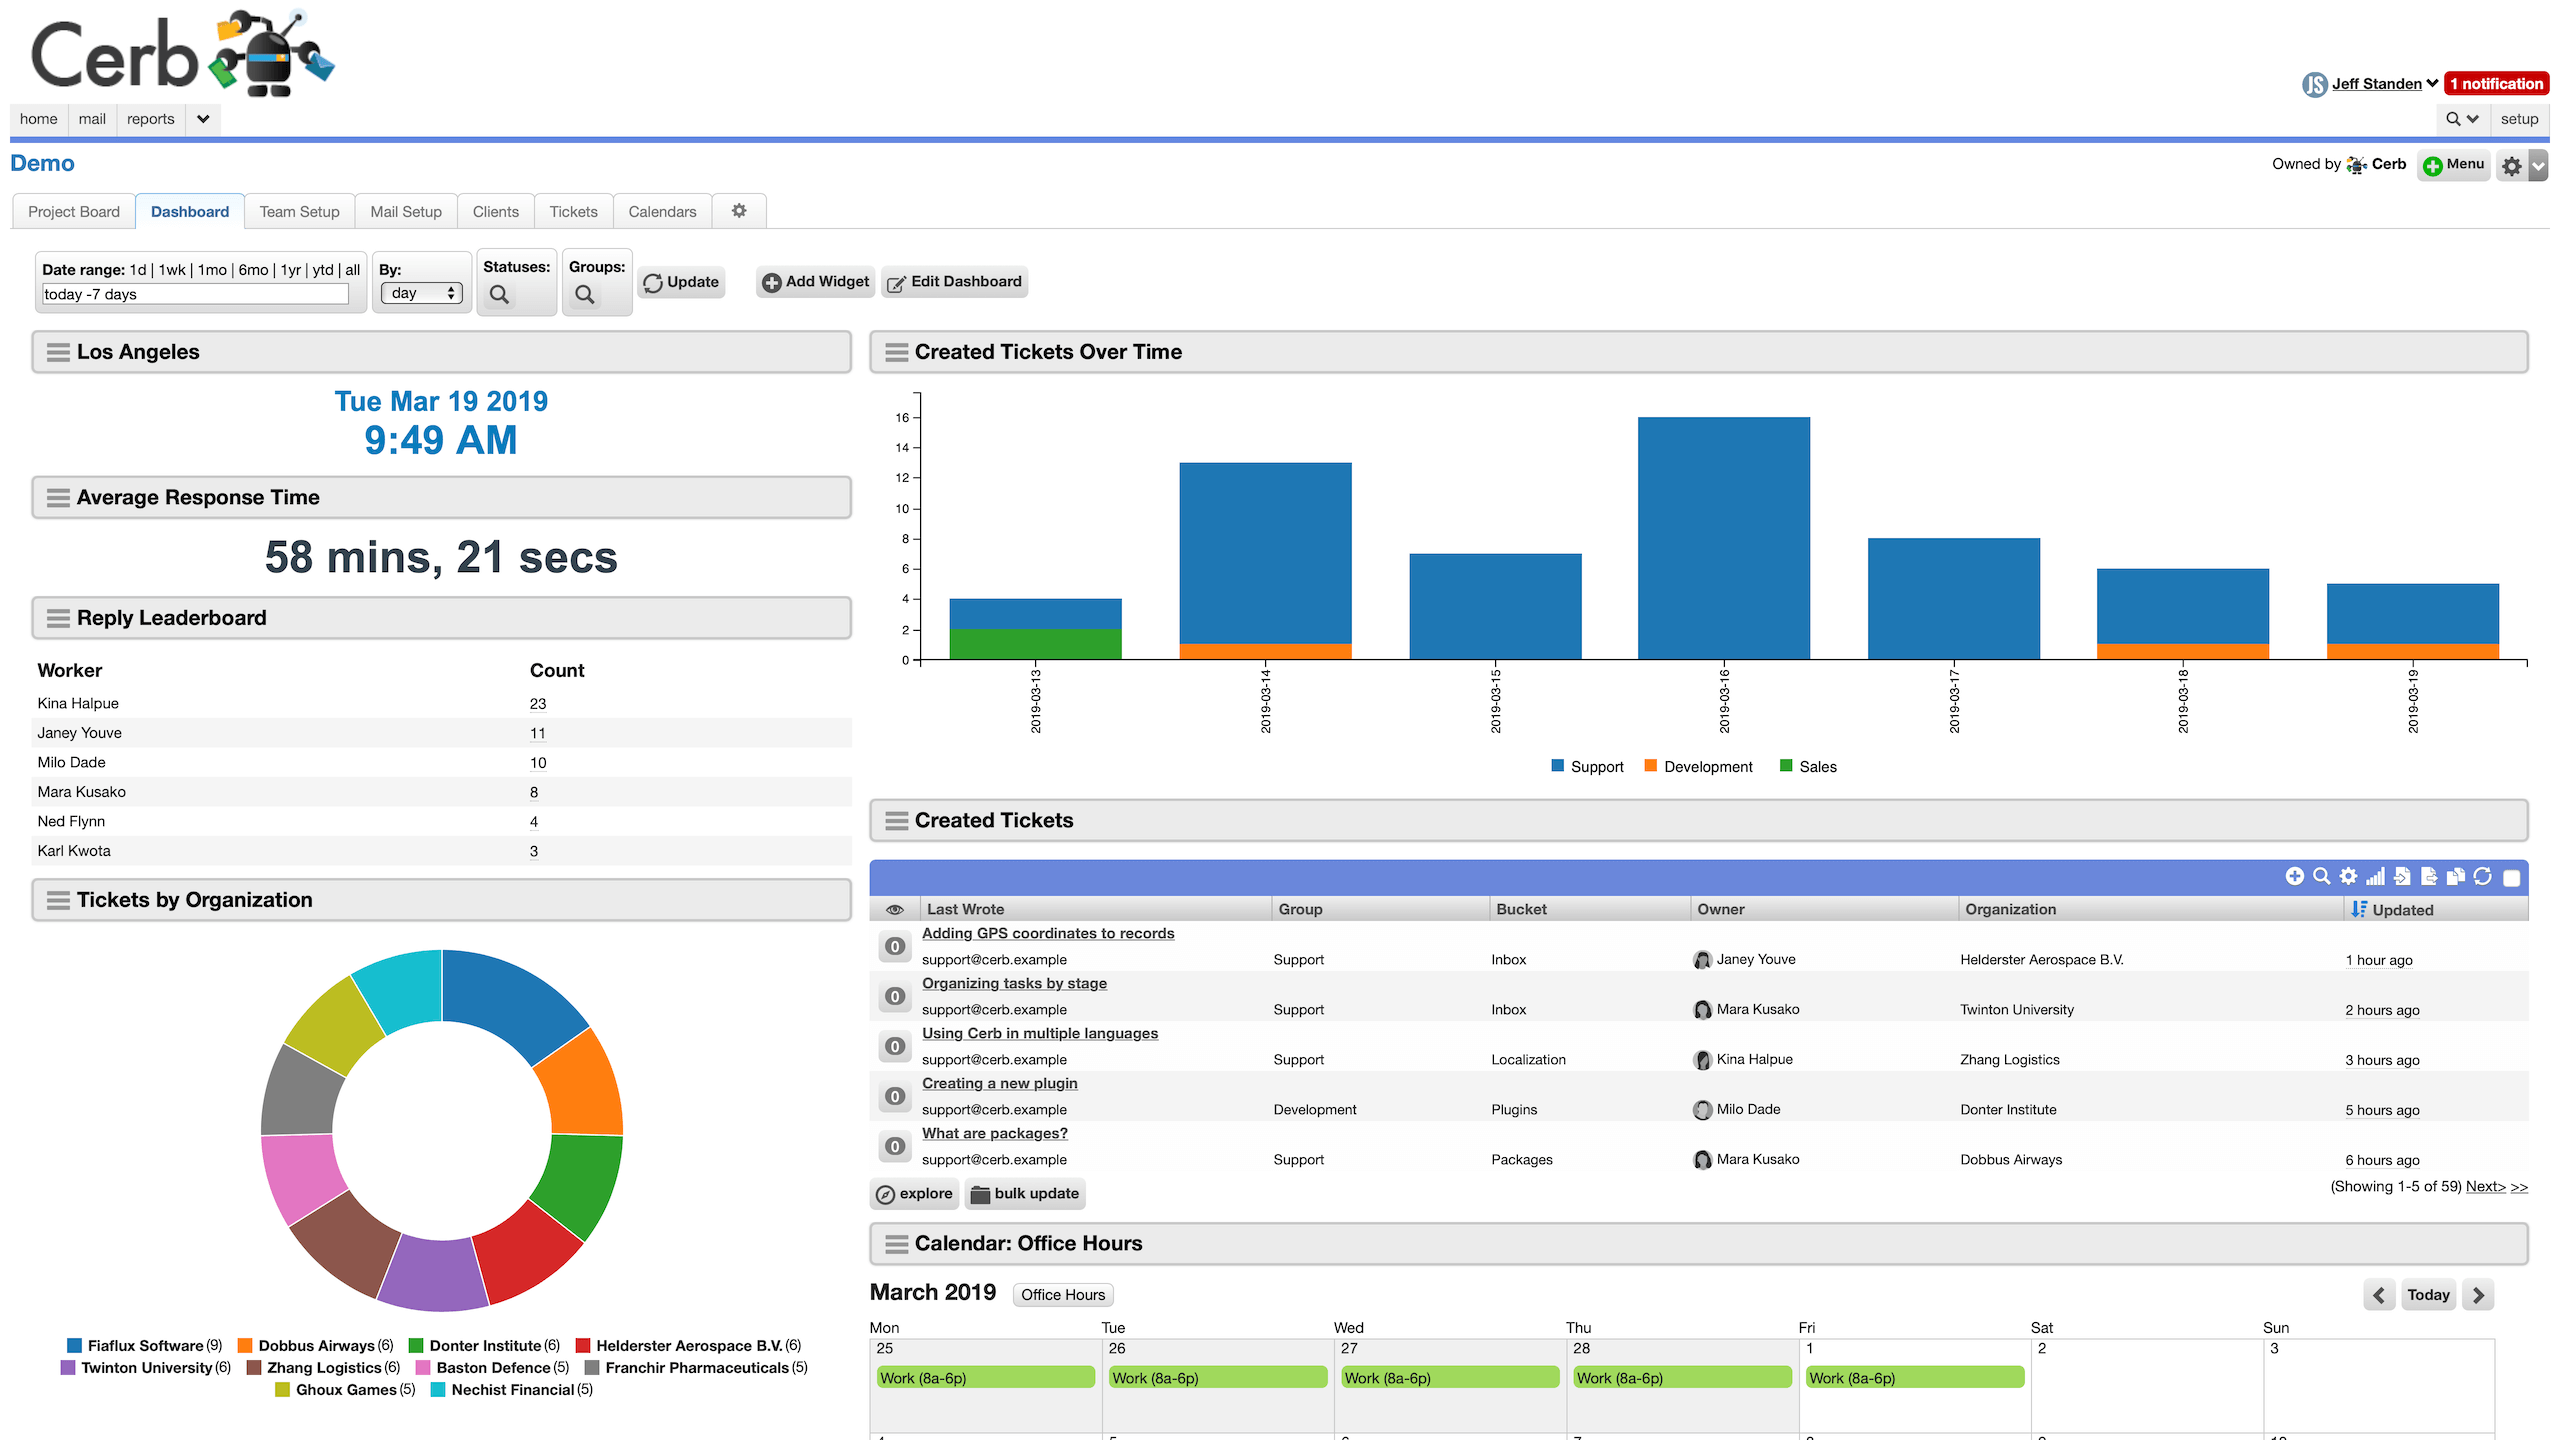 Cerb
JS Jeff Standen 1 notification
home mail reports
setup
Demo
Owned by Cerb Menu
Project Board Dashboard Team Setup Mail Setup Clients Tickets Calendars
Date range: 1d | 1wk | 1mo | 6mo | 1yr | ytd | all
today -7 days
By:
day
Statuses:
Groups:
Update
Add Widget
Edit Dashboard
Los Angeles
Tue Mar 19 2019
9:49 AM
Average Response Time
58 mins, 21 secs
Reply Leaderboard
Worker Count
Kina Halpue 23
Janey Youve 11
Milo Dade 10
Mara Kusako 8
Ned Flynn 4
Karl Kwota 3
Tickets by Organization
Fiaflux Software (9) Dobbus Airways (6) Donter Institute (6) Helderster Aerospace B.V. (6)
Twinton University (6) Zhang Logistics (6) Baston Defence (5) Franchir Pharmaceuticals (5)
Ghoux Games (5) Nechist Financial (5)
Created Tickets Over Time
16
14
12
10
8
6
4
2
0
2019-03-13
2019-03-14
2019-03-15
2019-03-16
2019-03-17
2019-03-18
2019-03-19
Support Development Sales
Created Tickets
Last Wrote Group Bucket Owner Organization Updated
Adding GPS coordinates to records
0 support@cerb.example Support Inbox Janey Youve Helderster Aerospace B.V. 1 hour ago
Organizing tasks by stage
0 support@cerb.example Support Inbox Mara Kusako Twinton University 2 hours ago
Using Cerb in multiple languages
0 support@cerb.example Support Localization Kina Halpue Zhang Logistics 3 hours ago
Creating a new plugin
0 support@cerb.example Development Plugins Milo Dade Donter Institute 5 hours ago
What are packages?
0 support@cerb.example Support Packages Mara Kusako Dobbus Airways 6 hours ago
explore bulk update
(Showing 1-5 of 59) Next> >>
Calendar: Office Hours
March 2019 Office Hours Today
Mon Tue Wed Thu Fri Sat Sun
25 26 27 28 1 2 3
Work (8a-6p) Work (8a-6p) Work (8a-6p) Work (8a-6p) Work (8a-6p)